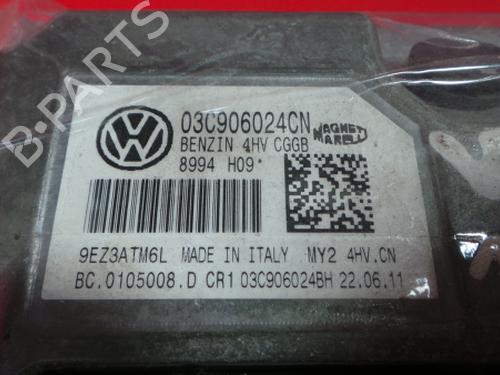 03C906024CN
MAGNETI
MARELLI
BENZIN 4HV CGGB
8994 H09*
9EZ3ATM6L MADE IN ITALY MY2 4HV.CN
BC.0105008.D CR1 03C906024BH 22.06.11
B-PARTS